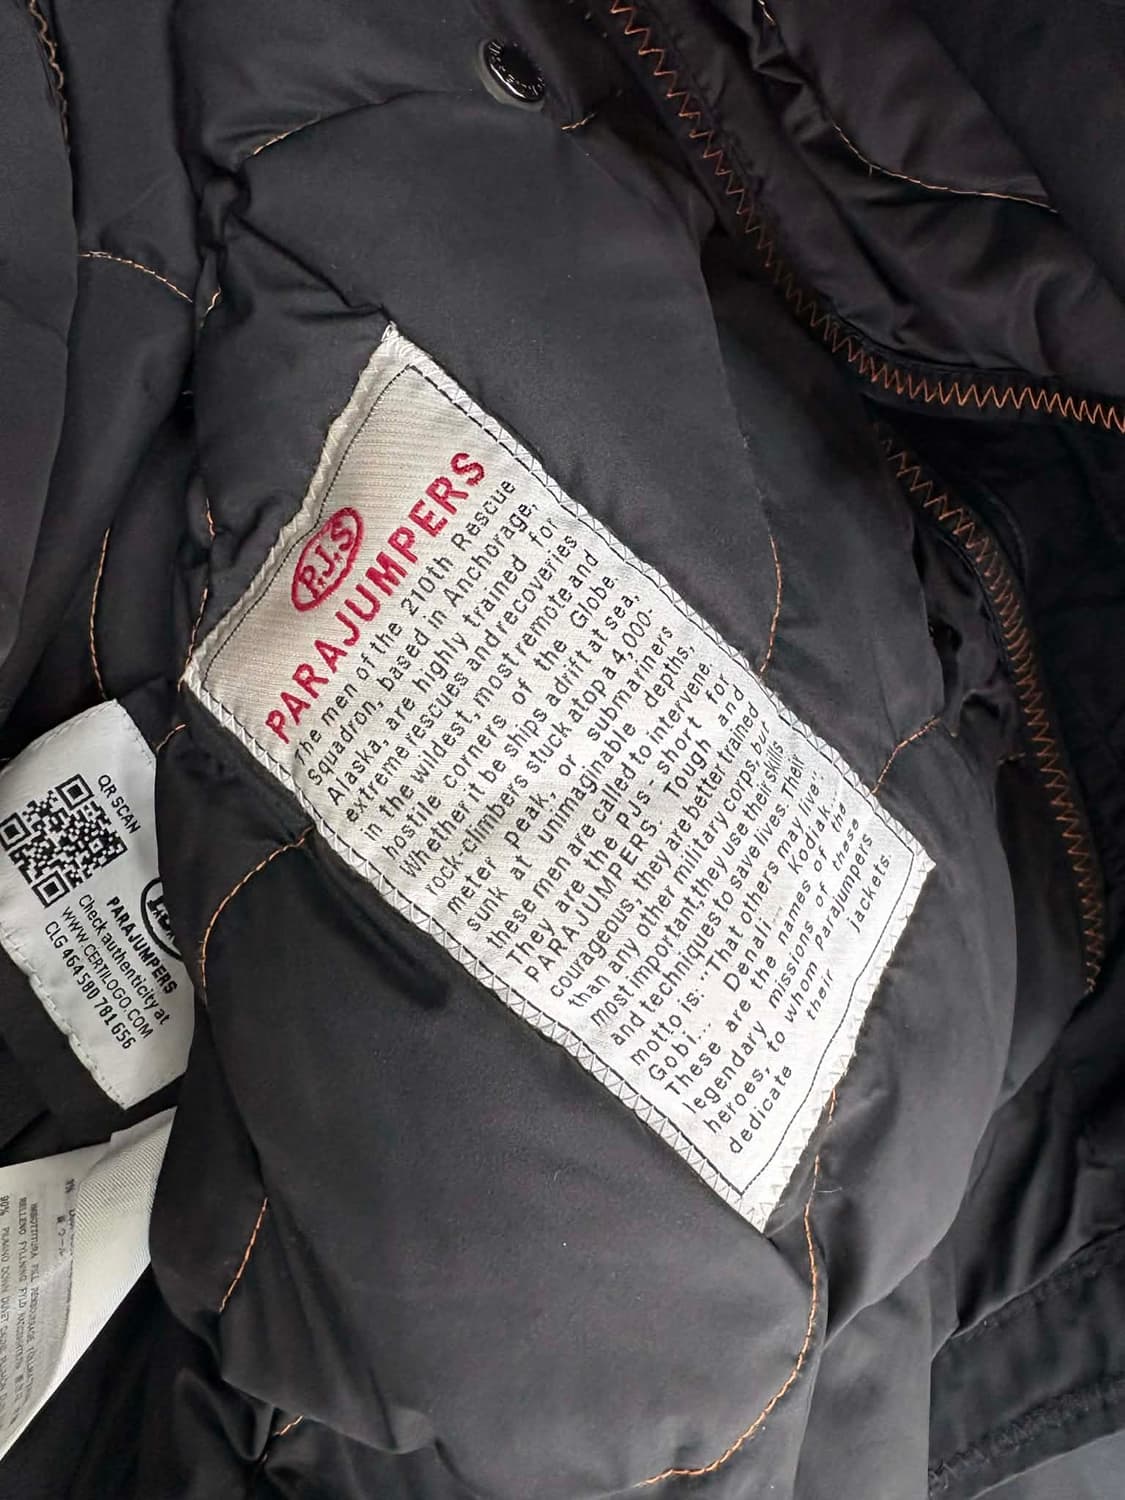 P.J.S
PARAJUMPERS
The men of the 210th Rescue
Squadron, based in Anchorage,
Alaska, are highly trained for
extreme rescues and recoveries
in the wildest, most remote and
hostile corners of the Globe.
Whether it be ships adrift at sea,
rock-climbers stuck atop a 4,000-
meter peak, or submariners
sunk at unimaginable depths,
these men are called to intervene.
They are the PJs - short for
PARAJUMPERS. Tough and
courageous, they are better trained
than any other military corps, but
most important, they use their skills
and techniques to save lives. Their
motto is: "That others may live".
Gobi... Denali... Kodiak...
These are the names of the
legendary missions of these
heroes, to whom Parajumpers
dedicate their jackets.
QR SCAN
PARAJUMPERS
Check authenticity at
WWW.CERTILOGO.COM
CLG 464 580 781 656
90%